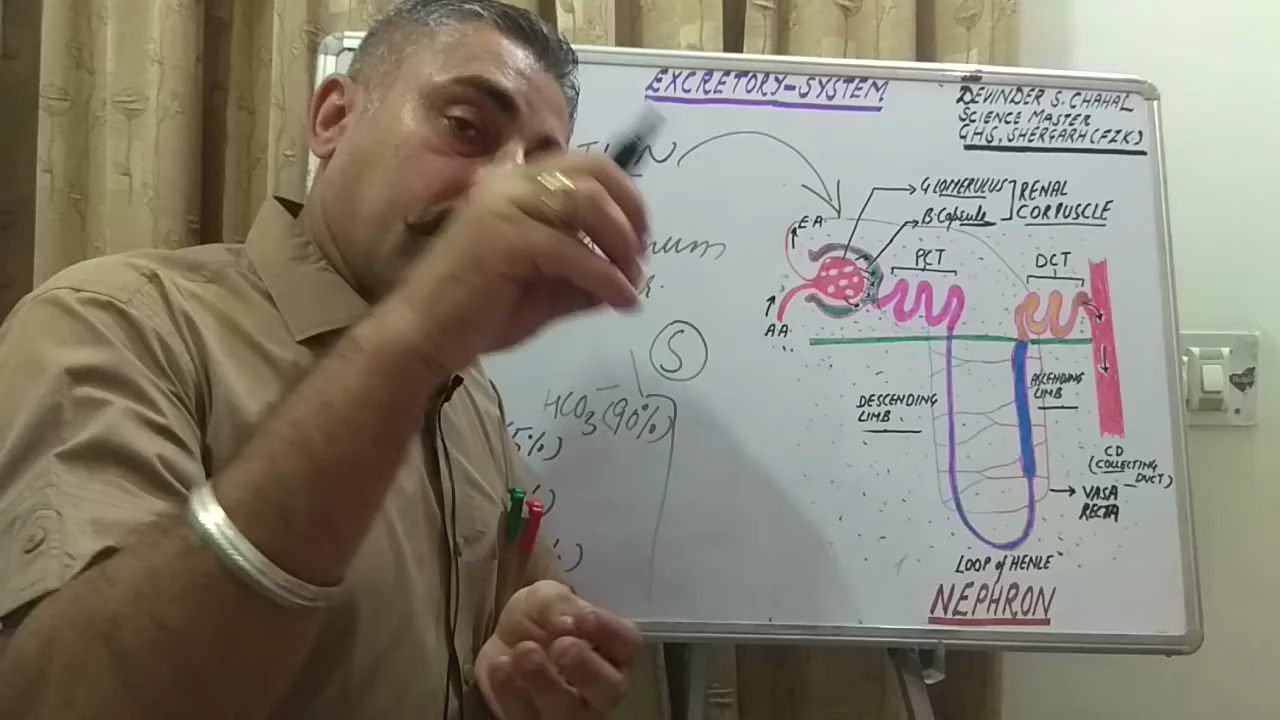 EXCRETORY-SYSTEM
DEVINDER S. CHAHAL
SCIENCE MASTER
GHS, SHERGARH (FZK)
GLOMERULUS
RENAL
CORPUSCLE
B. Capsule
E.A.
PCT
DCT
A.A.
S
HCO3- (90%)
DESCENDING
LIMB
ASCENDING
LIMB
CD
(COLLECTING
DUCT)
VASA
RECTA
LOOP of HENLE
NEPHRON